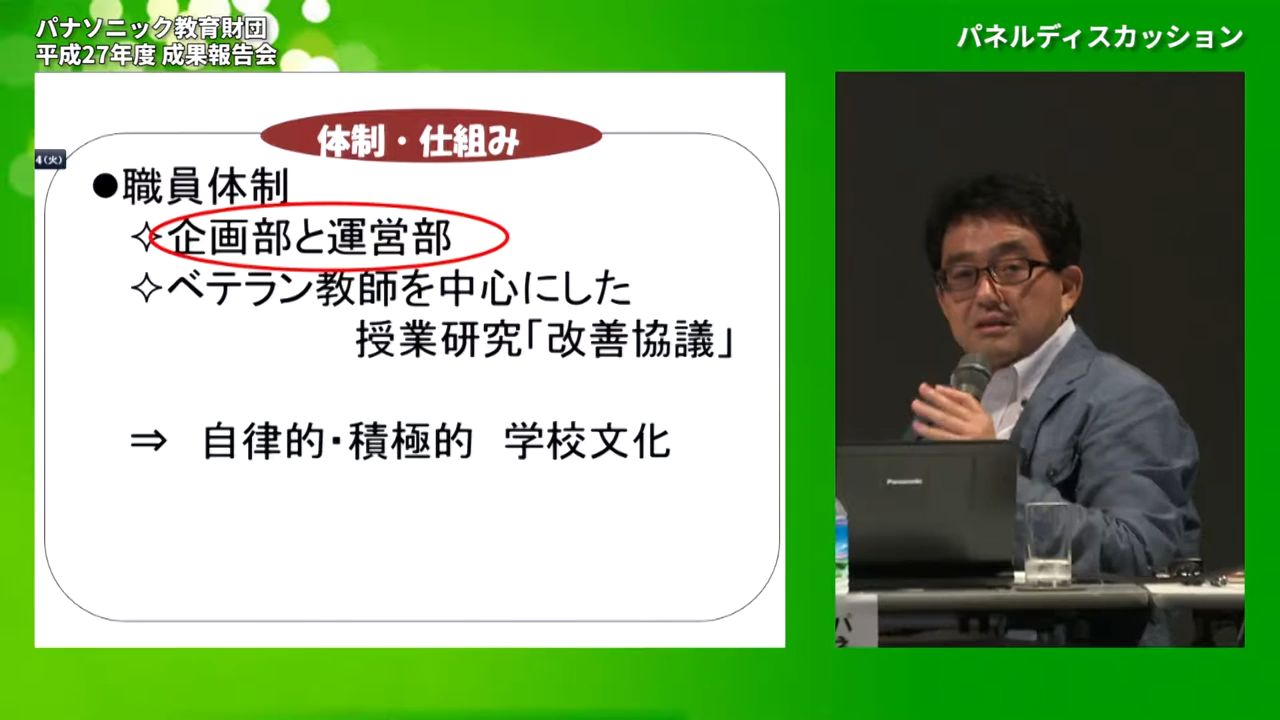 パナソニック教育財団
平成27年度 成果報告会
パネルディスカッション
体制・仕組み
4(火)
●職員体制
✧企画部と運営部
✧ベテラン教師を中心にした
授業研究「改善協議」
⇒ 自律的・積極的 学校文化
Panasonic
パ